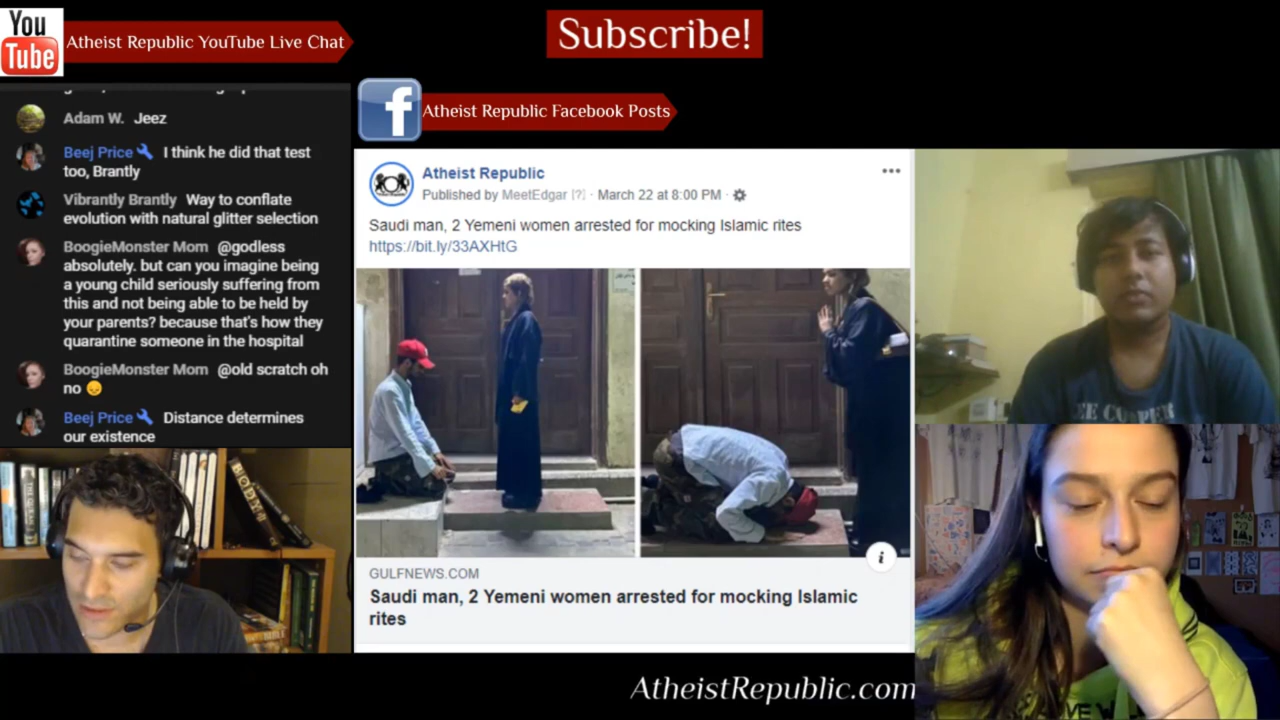 You
Tube
Atheist Republic YouTube Live Chat
Subscribe!
Adam W. Jeez
Beej Price I think he did that test
too, Brantly
Vibrantly Brantly Way to conflate
evolution with natural glitter selection
BoogieMonster Mom @godless
absolutely. but can you imagine being
a young child seriously suffering from
this and not being able to be held by
your parents? because that's how they
quarantine someone in the hospital
BoogieMonster Mom @old scratch oh
no 😞
Beej Price Distance determines
our existence
f
Atheist Republic Facebook Posts
Atheist Republic
Published by MeetEdgar [?] · March 22 at 8:00 PM ·
Saudi man, 2 Yemeni women arrested for mocking Islamic rites
https://bit.ly/33AXHtG
i
GULFNEWS.COM
Saudi man, 2 Yemeni women arrested for mocking Islamic
rites
AtheistRepublic.com